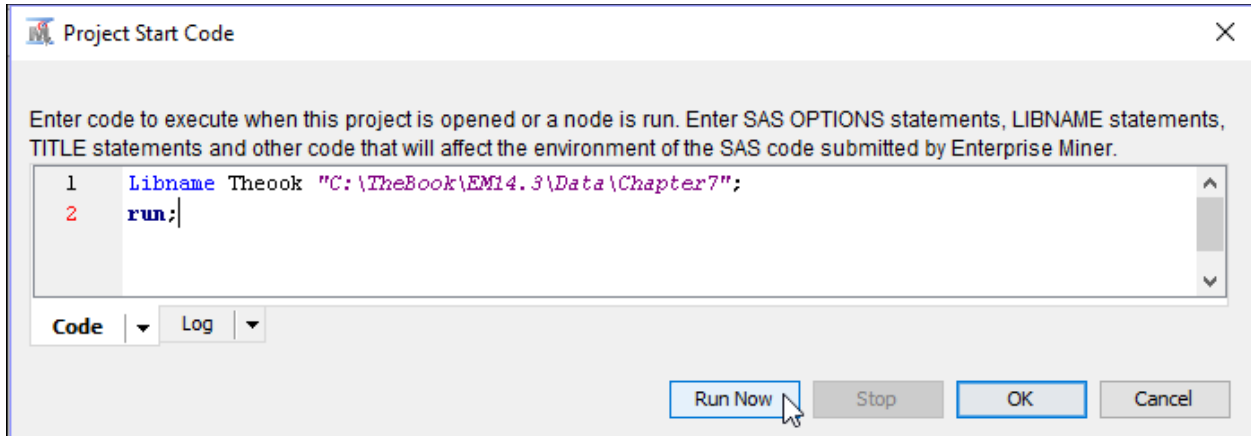 Project Start Code
Enter code to execute when this project is opened or a node is run. Enter SAS OPTIONS statements, LIBNAME statements,
TITLE statements and other code that will affect the environment of the SAS code submitted by Enterprise Miner.
1 Libname Theook "C:\TheBook\EM14.3\Data\Chapter7";
2 run;
Code Log
Run Now Stop OK Cancel